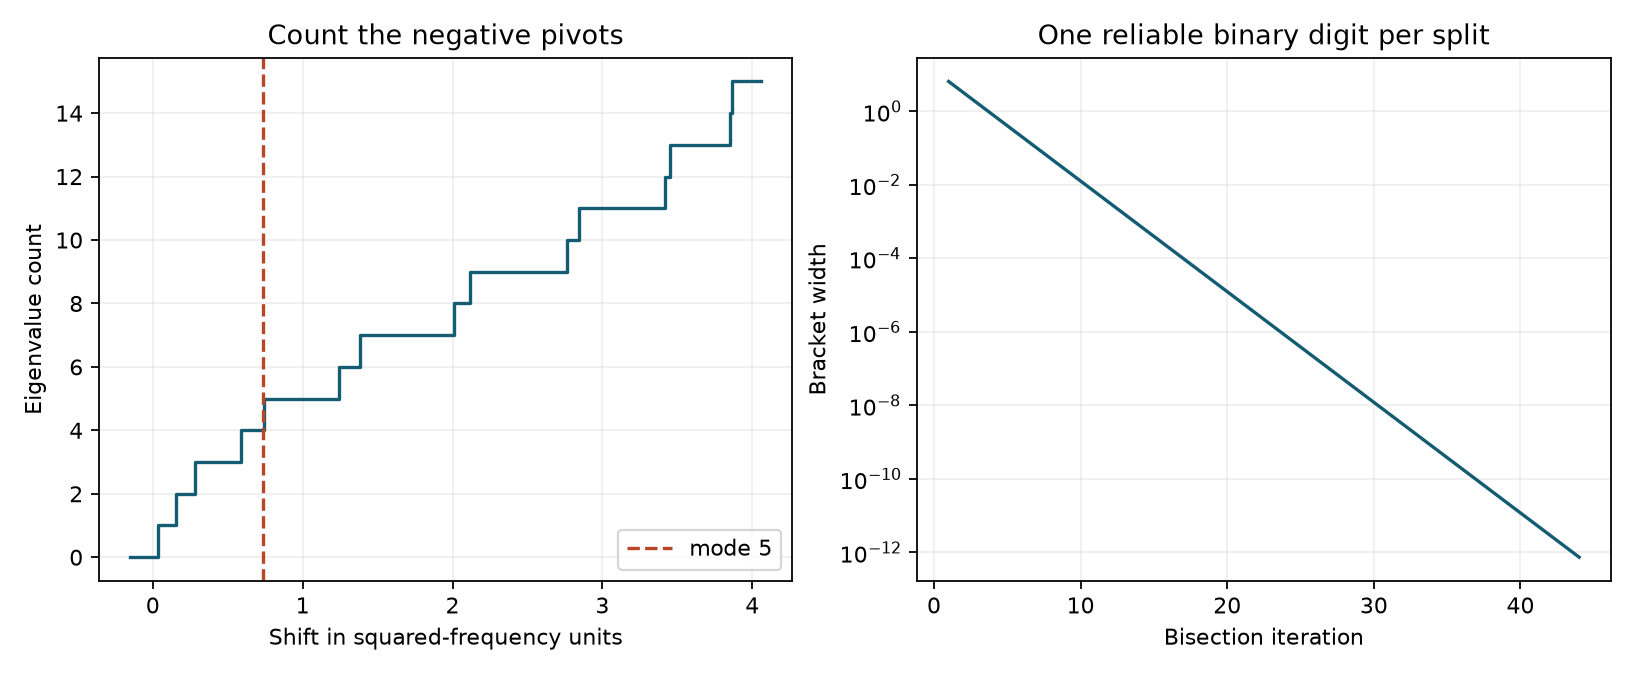 Count the negative pivots
Eigenvalue count
14
12
10
8
6
4
2
0
mode 5
0 1 2 3 4
Shift in squared-frequency units
One reliable binary digit per split
Bracket width
10⁰
10⁻²
10⁻⁴
10⁻⁶
10⁻⁸
10⁻¹⁰
10⁻¹²
0 10 20 30 40
Bisection iteration